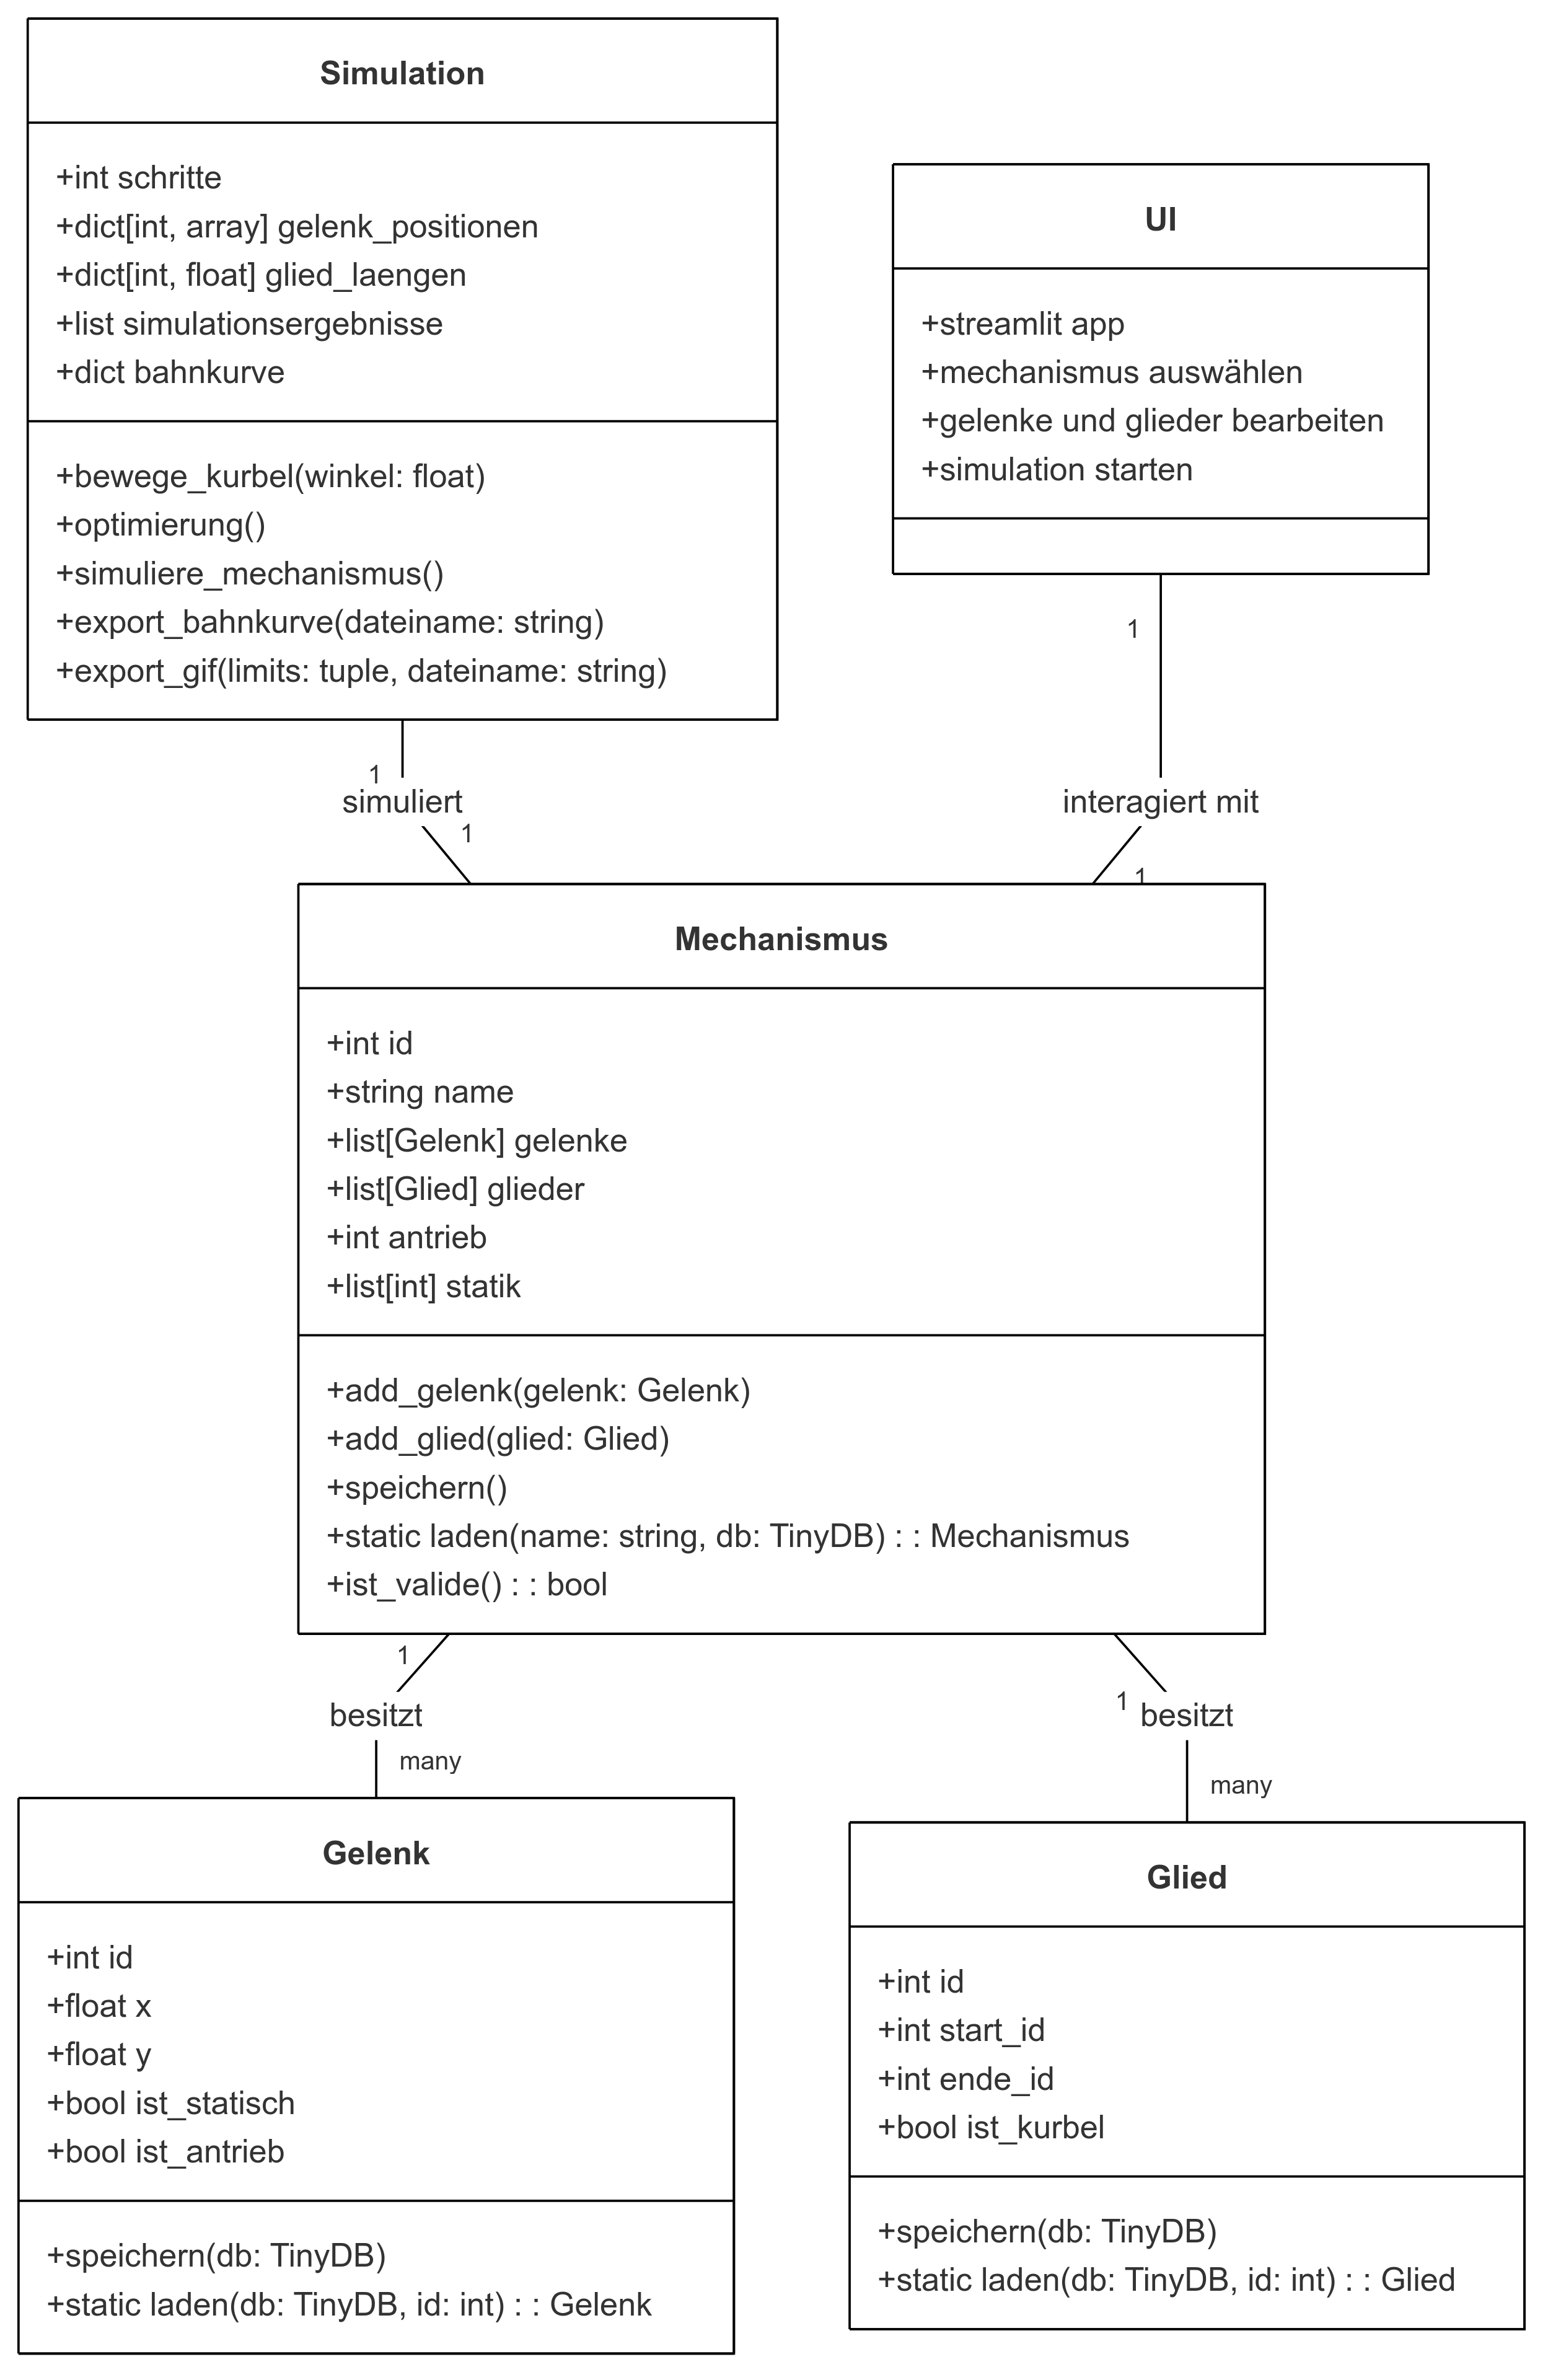 Simulation
+int schritte
+dict[int, array] gelenk_positionen
+dict[int, float] glied_laengen
+list simulationsergebnisse
+dict bahnkurve
+bewege_kurbel(winkel: float)
+optimierung()
+simuliere_mechanismus()
+export_bahnkurve(dateiname: string)
+export_gif(limits: tuple, dateiname: string)
UI
+streamlit app
+mechanismus auswählen
+gelenke und glieder bearbeiten
+simulation starten
1
simuliert
1
1
interagiert mit
1
Mechanismus
+int id
+string name
+list[Gelenk] gelenke
+list[Glied] glieder
+int antrieb
+list[int] statik
+add_gelenk(gelenk: Gelenk)
+add_glied(glied: Glied)
+speichern()
+static laden(name: string, db: TinyDB) : : Mechanismus
+ist_valide() : : bool
1
besitzt
many
1
besitzt
many
Gelenk
+int id
+float x
+float y
+bool ist_statisch
+bool ist_antrieb
+speichern(db: TinyDB)
+static laden(db: TinyDB, id: int) : : Gelenk
Glied
+int id
+int start_id
+int ende_id
+bool ist_kurbel
+speichern(db: TinyDB)
+static laden(db: TinyDB, id: int) : : Glied